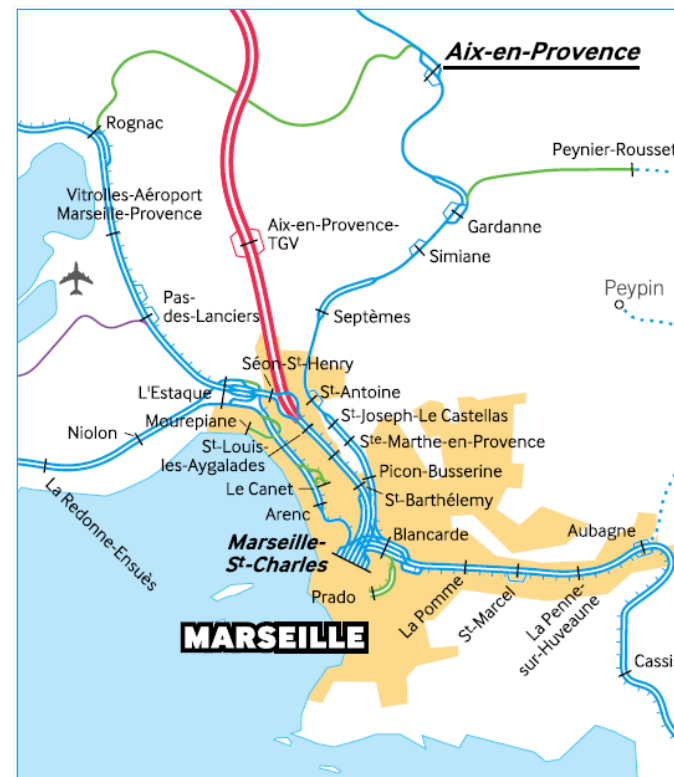 Aix-en-Provence
Rognac
Peynier-Rousset
Vitrolles-Aéroport
Marseille-Provence
Aix-en-Provence-
TGV
Gardanne
Simiane
Peypin
Pas-
des-Lanciers
Septèmes
Séon-St-Henry
L'Estaque
St-Antoine
Mourepiane
St-Joseph-Le Castellas
Niolon
St-Louis-
les-Aygalades
Ste-Marthe-en-Provence
Le Canet
Picon-Busserine
St-Barthélemy
La Redonne-Ensuès
Arenc
Blancarde
Aubagne
Marseille-
St-Charles
Prado
La Pomme
St-Marcel
La Penne-
sur-Huveaune
MARSEILLE
Cassis